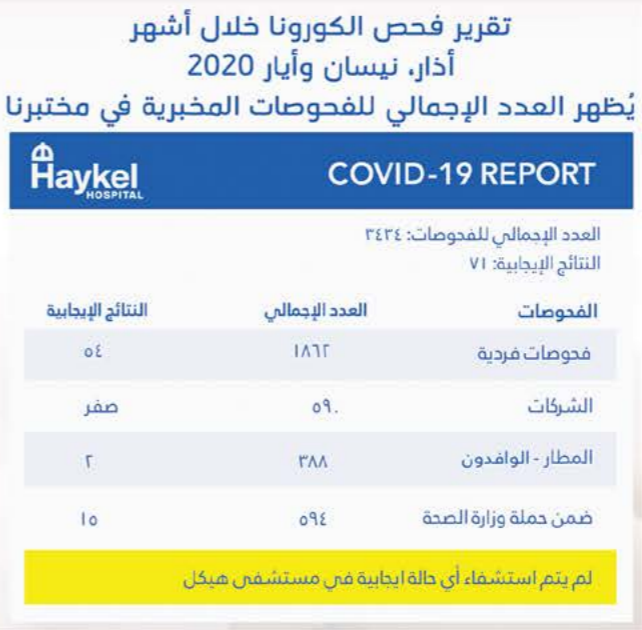 تقرير فحص الكورونا خلال أشهر
أذار، نيسان وأيار 2020
يُظهر العدد الإجمالي للفحوصات المخبرية في مختبرنا
Haykel
HOSPITAL
COVID-19 REPORT
العدد الإجمالي للفحوصات: ٣٤٣٤
النتائج الإيجابية: ٧١
الفحوصات العدد الإجمالي النتائج الإيجابية
فحوصات فردية ١٨٦٢ ٥٤
الشركات ٥٩٠ صفر
المطار - الوافدون ٣٨٨ ٢
ضمن حملة وزارة الصحة ٥٩٤ ١٥
لم يتم استشفاء أي حالة ايجابية في مستشفى هيكل